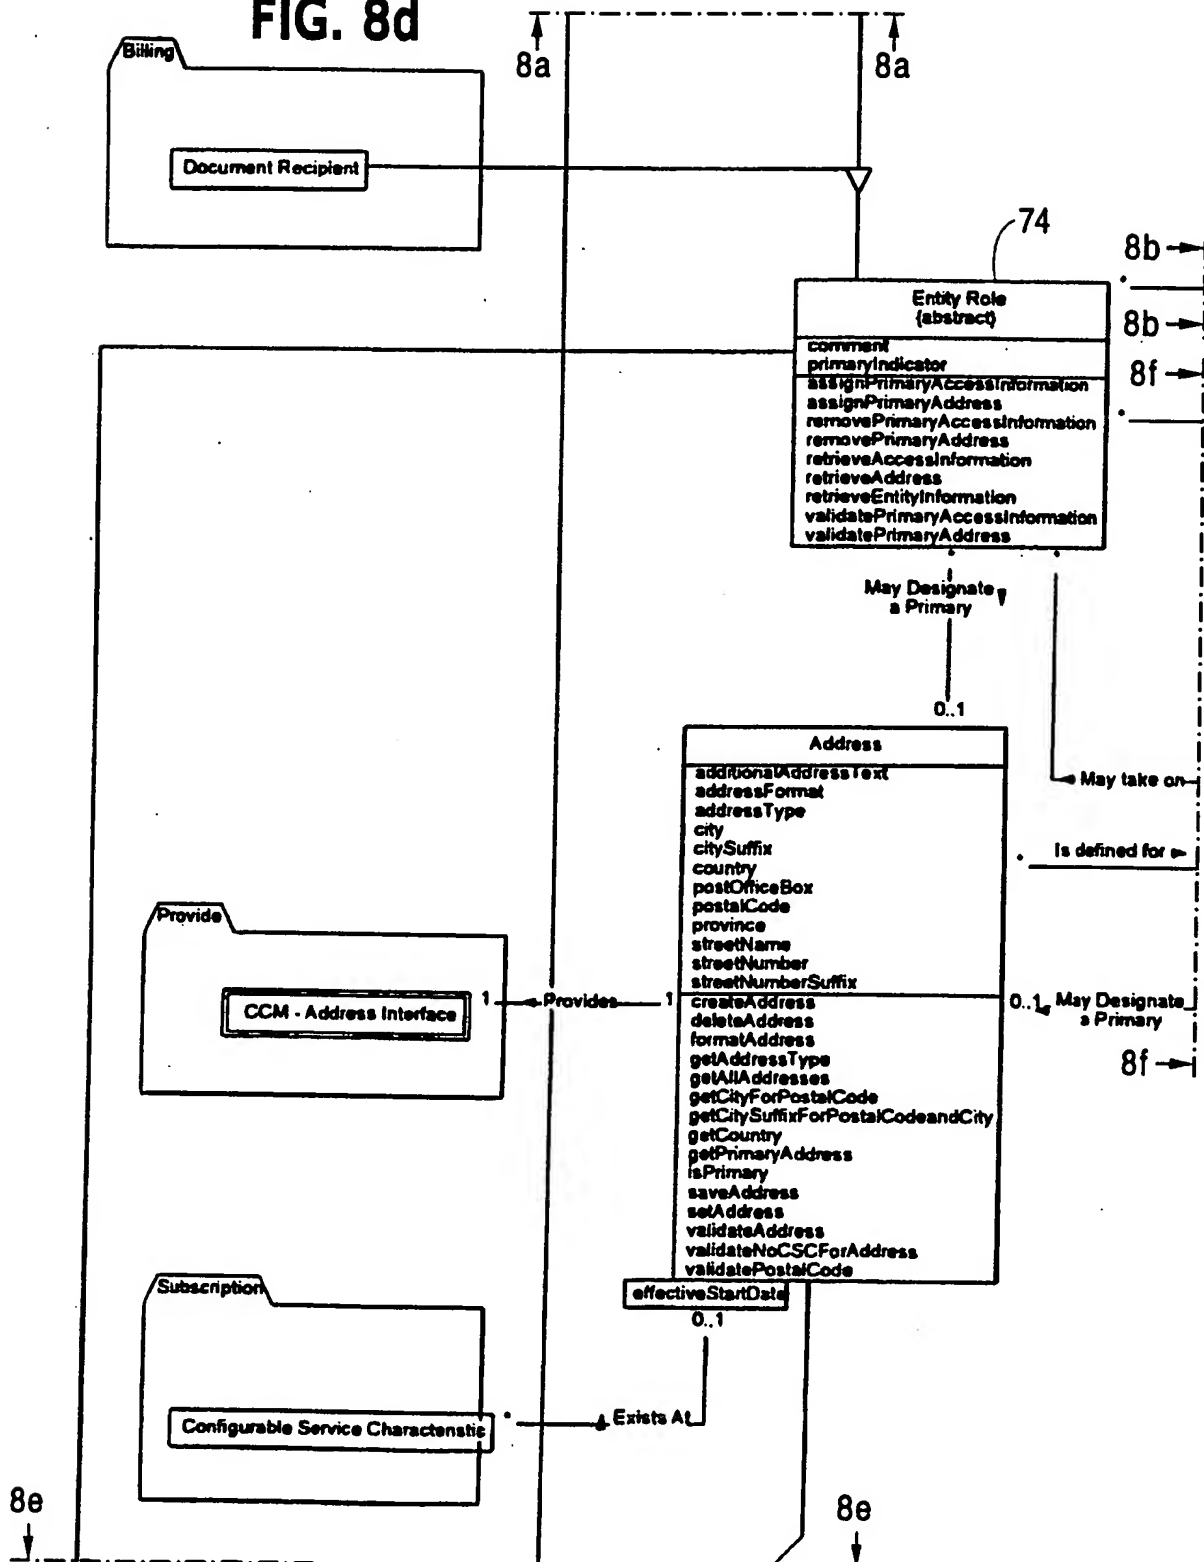 FIG. 8d
8a
8a
Billing
Document Recipient
74
8b
8b
8f
Entity Role
{abstract}
comment
primaryIndicator
assignPrimaryAccessInformation
assignPrimaryAddress
removePrimaryAccessInformation
removePrimaryAddress
retrieveAccessInformation
retrieveAddress
retrieveEntityInformation
validatePrimaryAccessInformation
validatePrimaryAddress
*
*
*
*
May Designate
a Primary
0..1
Address
additionalAddressText
addressFormat
addressType
city
citySuffix
country
postOfficeBox
postalCode
province
streetName
streetNumber
streetNumberSuffix
createAddress
deleteAddress
formatAddress
getAddressType
getAllAddresses
getCityForPostalCode
getCitySuffixForPostalCodeandCity
getCountry
getPrimaryAddress
isPrimary
saveAddress
setAddress
validateAddress
validateNoCSCForAddress
validatePostalCode
May take on
*
Is defined for
0..1
May Designate
a Primary
8f
Provide
CCM - Address Interface
1
Provides
1
effectiveStartDate
0..1
Subscription
Configurable Service Characteristic
*
Exists At
8e
8e